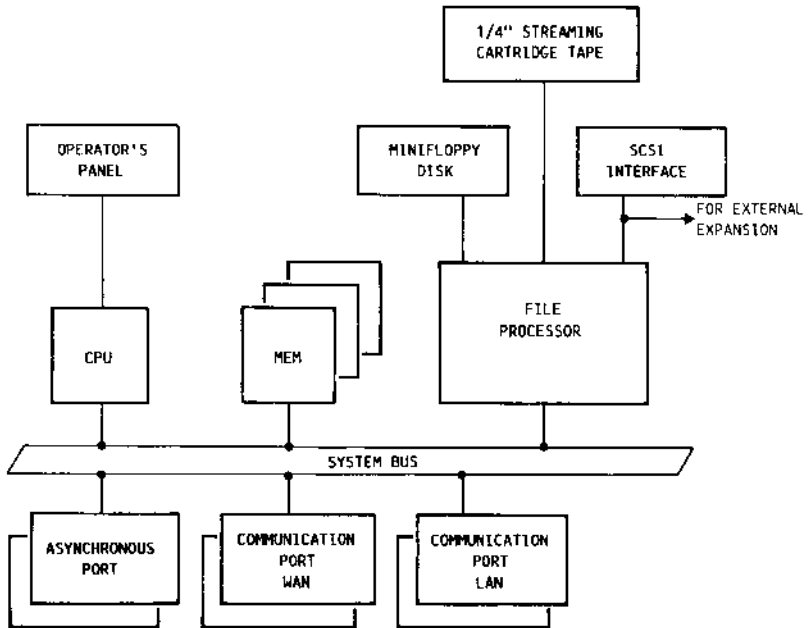 1/4" STREAMING
CARTRIDGE TAPE
OPERATOR'S
PANEL
MINIFLOPPY
DISK
SCSI
INTERFACE
FOR EXTERNAL
EXPANSION
CPU
MEM
FILE
PROCESSOR
SYSTEM BUS
ASYNCHRONOUS
PORT
COMMUNICATION
PORT
WAN
COMMUNICATION
PORT
LAN